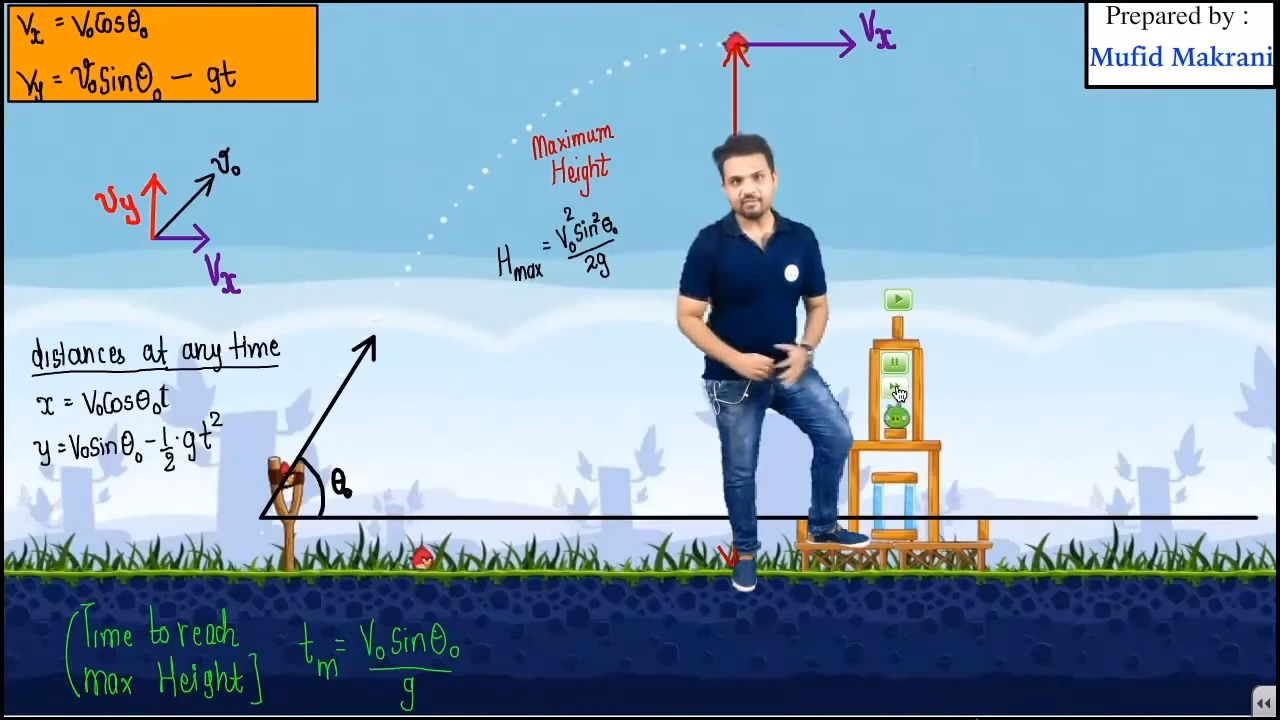 Vx = V₀Cosθ₀
Vy = V₀Sinθ₀ − gt
Prepared by :
Mufid Makrani
Vx
Maximum
Height
Hmax = V₀²Sin²θ₀/2g
v₀
vy
Vx
distances at any time
x = V₀Cosθ₀t
y = V₀Sinθ₀ − 1/2 · gt²
θ₀
(Time to reach
max Height]
tm = V₀Sinθ₀/g